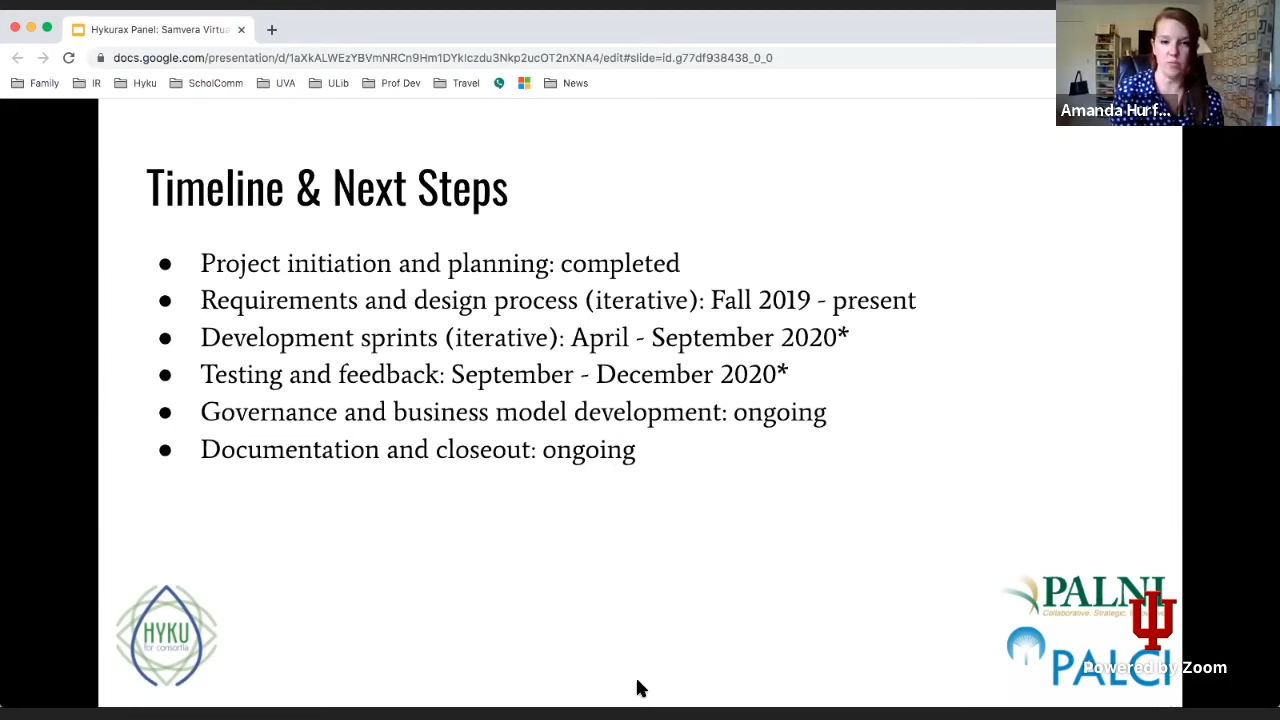 Hykurax Panel: Samvera Virtua
docs.google.com/presentation/d/1aXkALWEzYBVmNRCn9Hm1DYkIczdu3Nkp2ucOT2nXNA4/edit#slide=id.g77df938438_0_0
Family IR Hyku ScholComm UVA ULib Prof Dev Travel News
Amanda Hurf...
Timeline & Next Steps
● Project initiation and planning: completed
● Requirements and design process (iterative): Fall 2019 - present
● Development sprints (iterative): April - September 2020*
● Testing and feedback: September - December 2020*
● Governance and business model development: ongoing
● Documentation and closeout: ongoing
HYKU
for consortia
PALNI
Collaborative. Strategic.
PALCI
Powered by Zoom